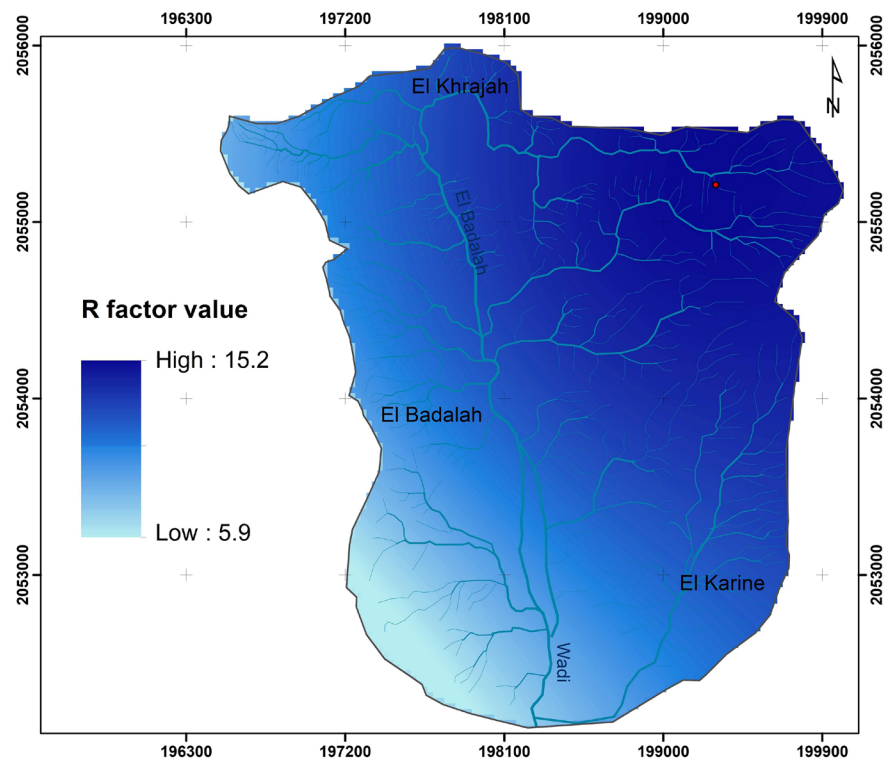 196300 197200 198100 199000 199900
2056000 2056000
El Khrajah
N
2055000 2055000
El Badalah
R factor value
High : 15.2
2054000 2054000
El Badalah
Low : 5.9
2053000 2053000
El Karine
Wadi
196300 197200 198100 199000 199900